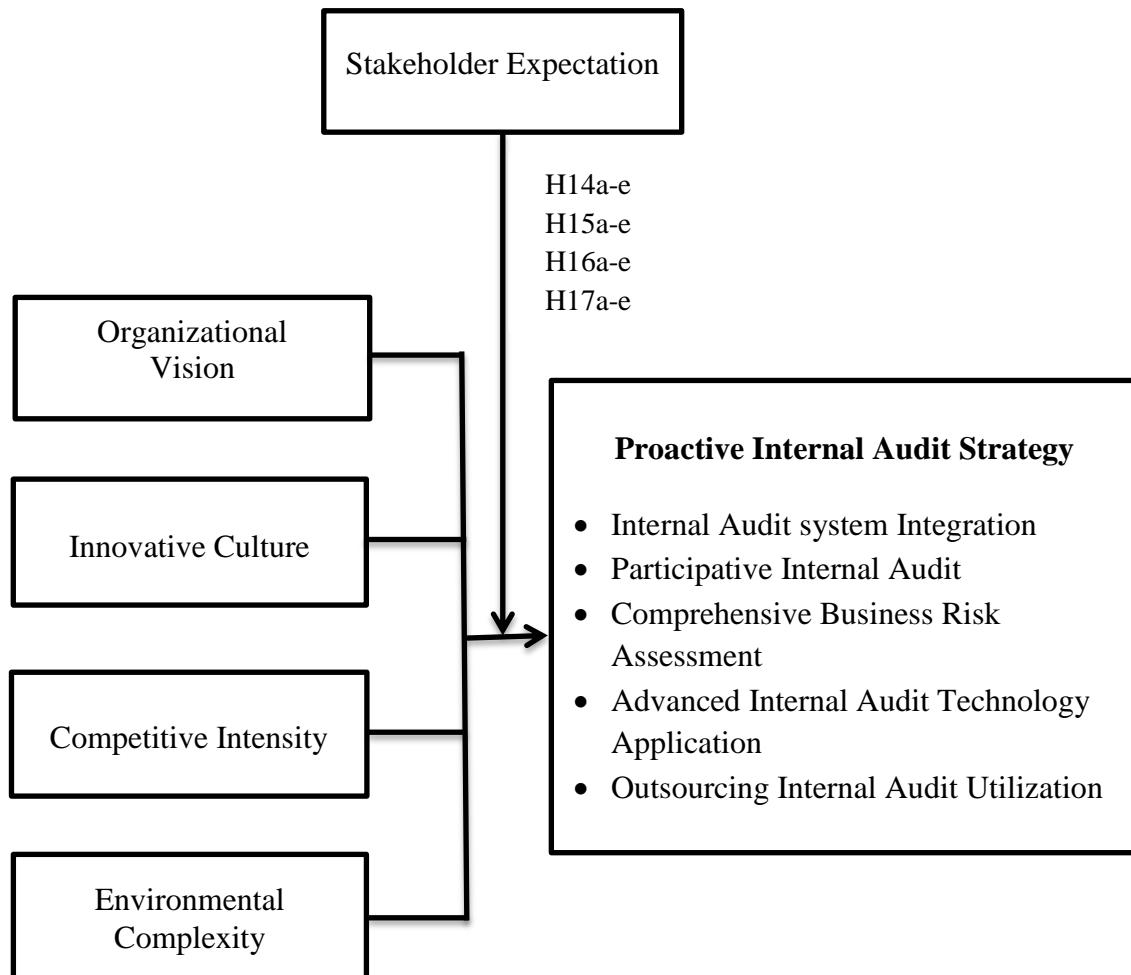 Stakeholder Expectation
H14a-e
H15a-e
H16a-e
H17a-e
Organizational
Vision
Innovative Culture
Competitive Intensity
Environmental
Complexity
Proactive Internal Audit Strategy
• Internal Audit system Integration
• Participative Internal Audit
• Comprehensive Business Risk
Assessment
• Advanced Internal Audit Technology
Application
• Outsourcing Internal Audit Utilization